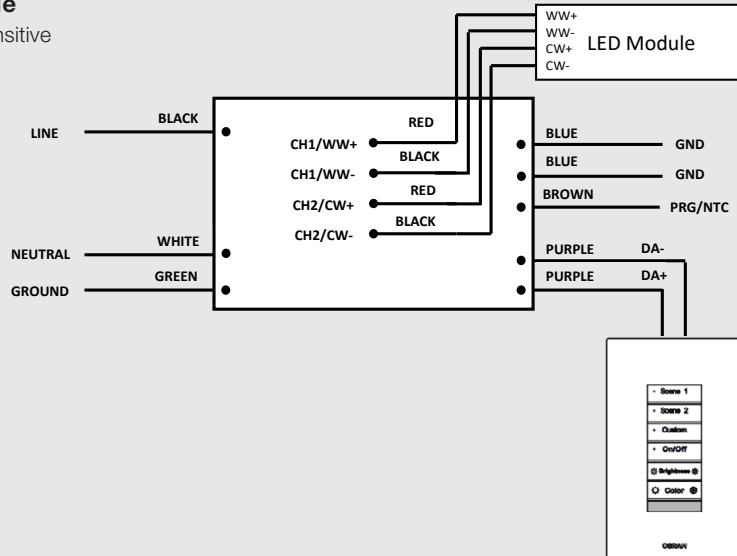 nsitive
WW+
WW-
CW+
CW-
LED Module
LINE
BLACK
NEUTRAL
WHITE
GROUND
GREEN
CH1/WW+
RED
CH1/WW-
BLACK
CH2/CW+
RED
CH2/CW-
BLACK
BLUE
GND
BLUE
GND
BROWN
PRG/NTC
PURPLE
DA-
PURPLE
DA+
Scene 1
Scene 2
Custom
On/Off
Brightness
Color
OSRAM